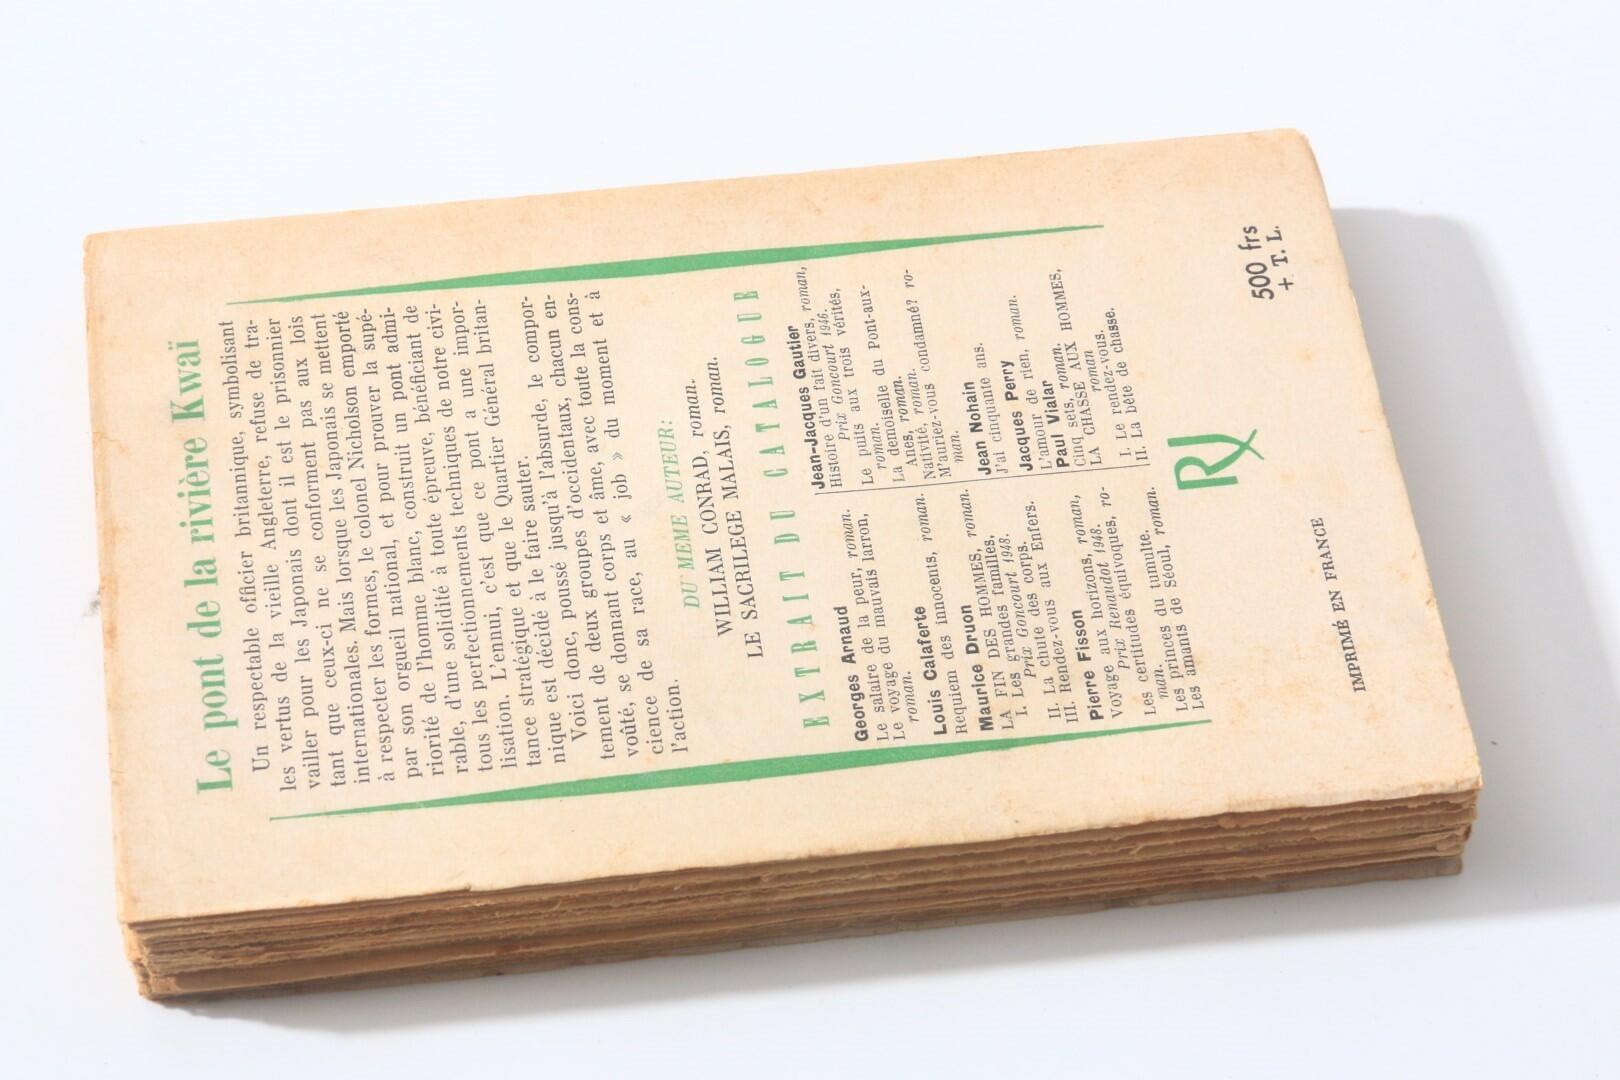 Le pont de la rivière Kwaï
Un respectable officier britannique, symbolisant
les vertus de la vieille Angleterre, refuse de tra-
vailler pour les Japonais dont il est le prisonnier
tant que ceux-ci ne se conforment pas aux lois
internationales. Mais lorsque les Japonais se mettent
à respecter les formes, le colonel Nicholson emporté
par son orgueil national, et pour prouver la supé-
riorité de l'homme blanc, construit un pont admi-
rable, d'une solidité à toute épreuve, bénéficiant de
tous les perfectionnements techniques de notre civi-
lisation. L'ennui, c'est que ce pont a une impor-
tance stratégique et que le Quartier Général britan-
nique est décidé à le faire sauter.
Voici donc, poussé jusqu'à l'absurde, le compor-
tement de deux groupes d'occidentaux, chacun en-
voûté, se donnant corps et âme, avec toute la cons-
cience de sa race, au « job » du moment et à
l'action.
DU MEME AUTEUR:
WILLIAM CONRAD, roman.
LE SACRILEGE MALAIS, roman.
EXTRAIT DU CATALOGUE
Georges Arnaud
Le salaire de la peur, roman.
Le voyage du mauvais larron,
roman.
Louis Calaferte
Requiem des innocents, roman.
Maurice Druon
LA FIN DES HOMMES, roman.
I. Les grandes familles,
Prix Goncourt 1948.
II. La chute des corps.
III. Rendez-vous aux Enfers.
Pierre Fisson
Voyage aux horizons, roman,
Prix Renaudot 1948.
Les certitudes équivoques, ro-
man.
Les princes du tumulte.
Les amants de Séoul, roman.
Jean-Jacques Gautier
Histoire d'un fait divers, roman,
Prix Goncourt 1946.
Le puits aux trois vérités,
roman.
La demoiselle du Pont-aux-
Anes, roman.
Nativité, roman.
M'auriez-vous condamné? ro-
man.
Jean Nohain
J'ai cinquante ans.
Jacques Perry
L'amour de rien, roman.
Paul Vialar
Cinq sets, roman.
LA CHASSE AUX HOMMES,
roman
I. Le rendez-vous.
II. La bête de chasse.
RJ
500 frs
+ T. L.
IMPRIMÉ EN FRANCE